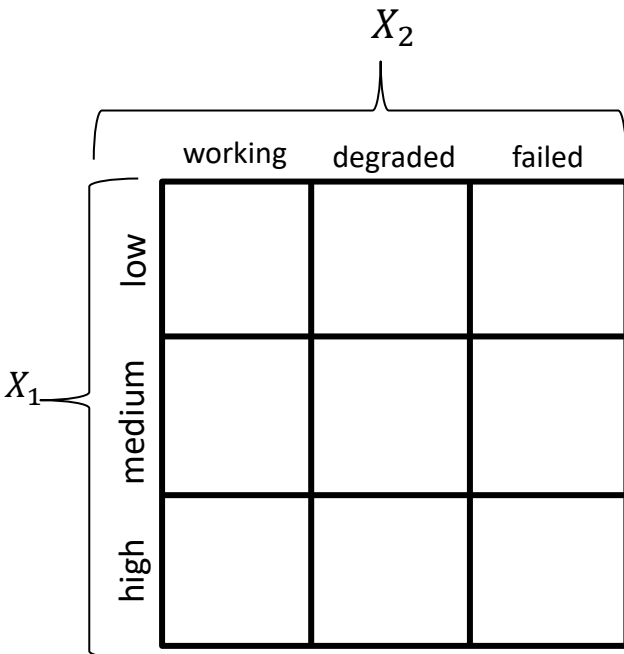 X₂
working degraded failed
low
X₁
medium
high